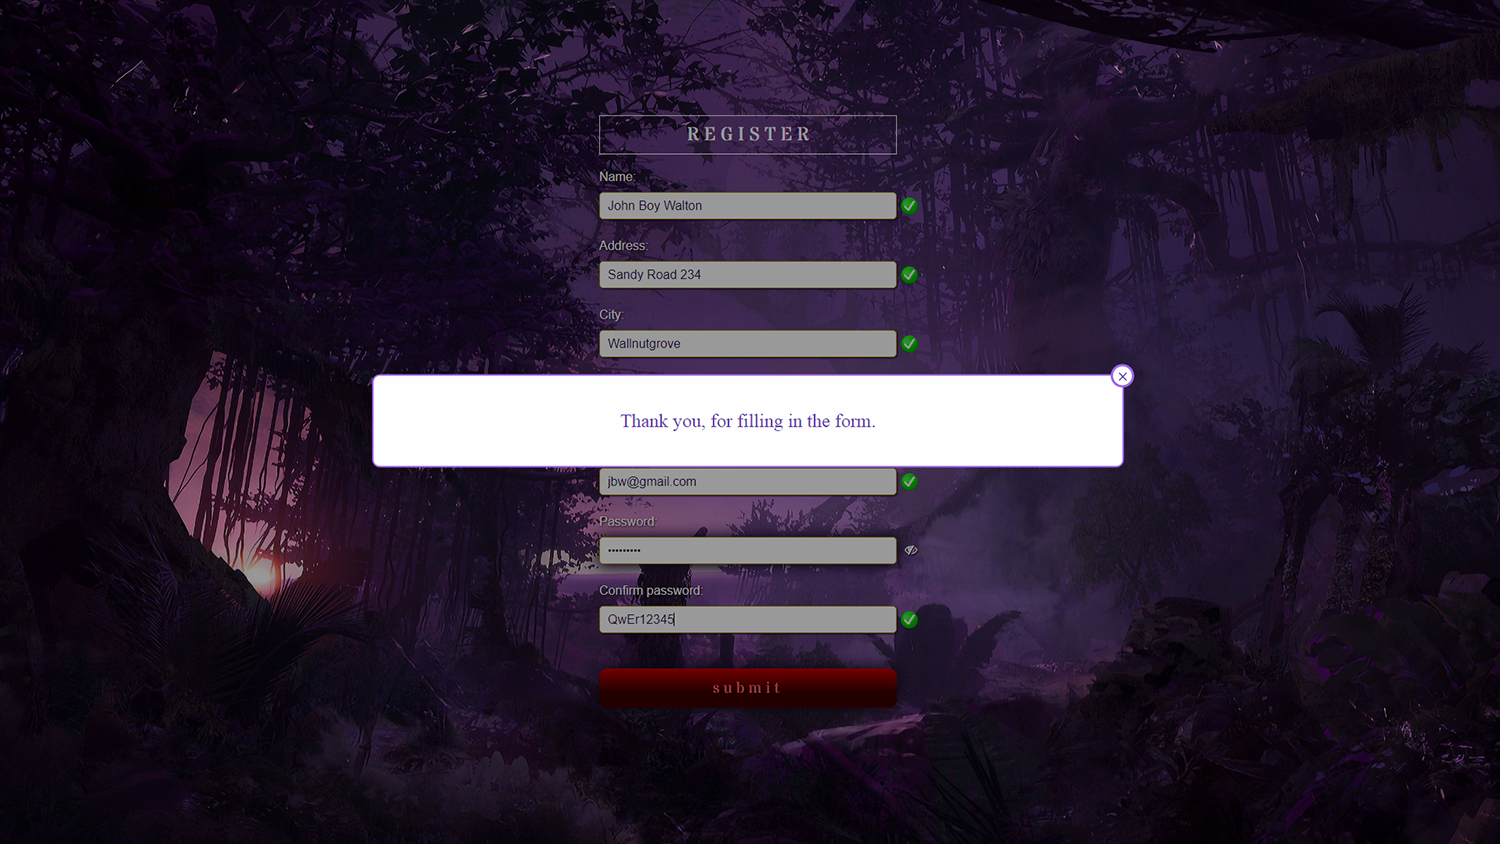 REGISTER
Name:
John Boy Walton
Address:
Sandy Road 234
City:
Wallnutgrove
Thank you, for filling in the form.
jbw@gmail.com
Password:
•••••••••
Confirm password:
QwEr12345
submit